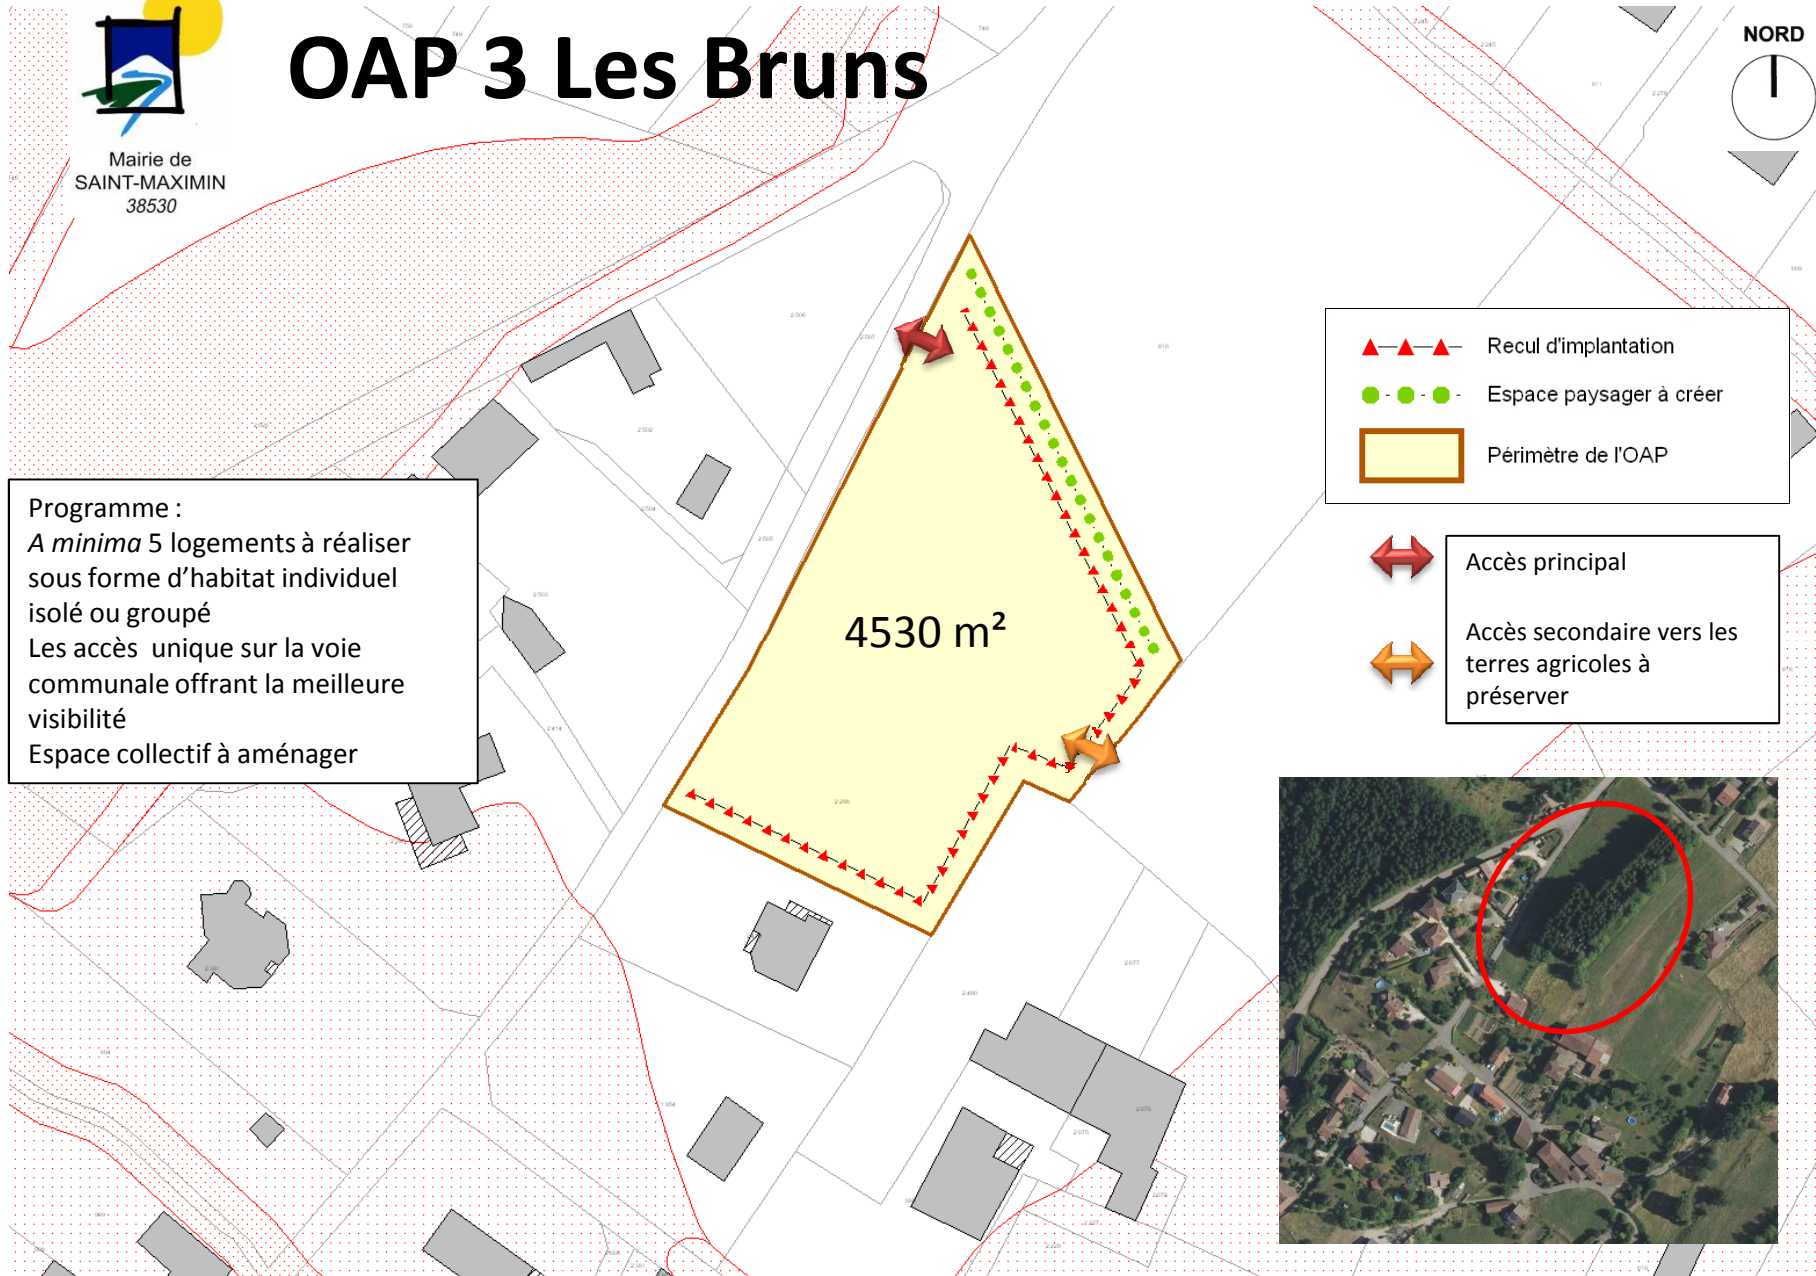 OAP 3 Les Bruns
Mairie de
SAINT-MAXIMIN
38530
NORD
Recul d'implantation
Espace paysager à créer
Périmètre de l'OAP
Accès principal
Accès secondaire vers les
terres agricoles à
préserver
Programme :
A minima 5 logements à réaliser
sous forme d'habitat individuel
isolé ou groupé
Les accès  unique sur la voie
communale offrant la meilleure
visibilité
Espace collectif à aménager
4530 m²